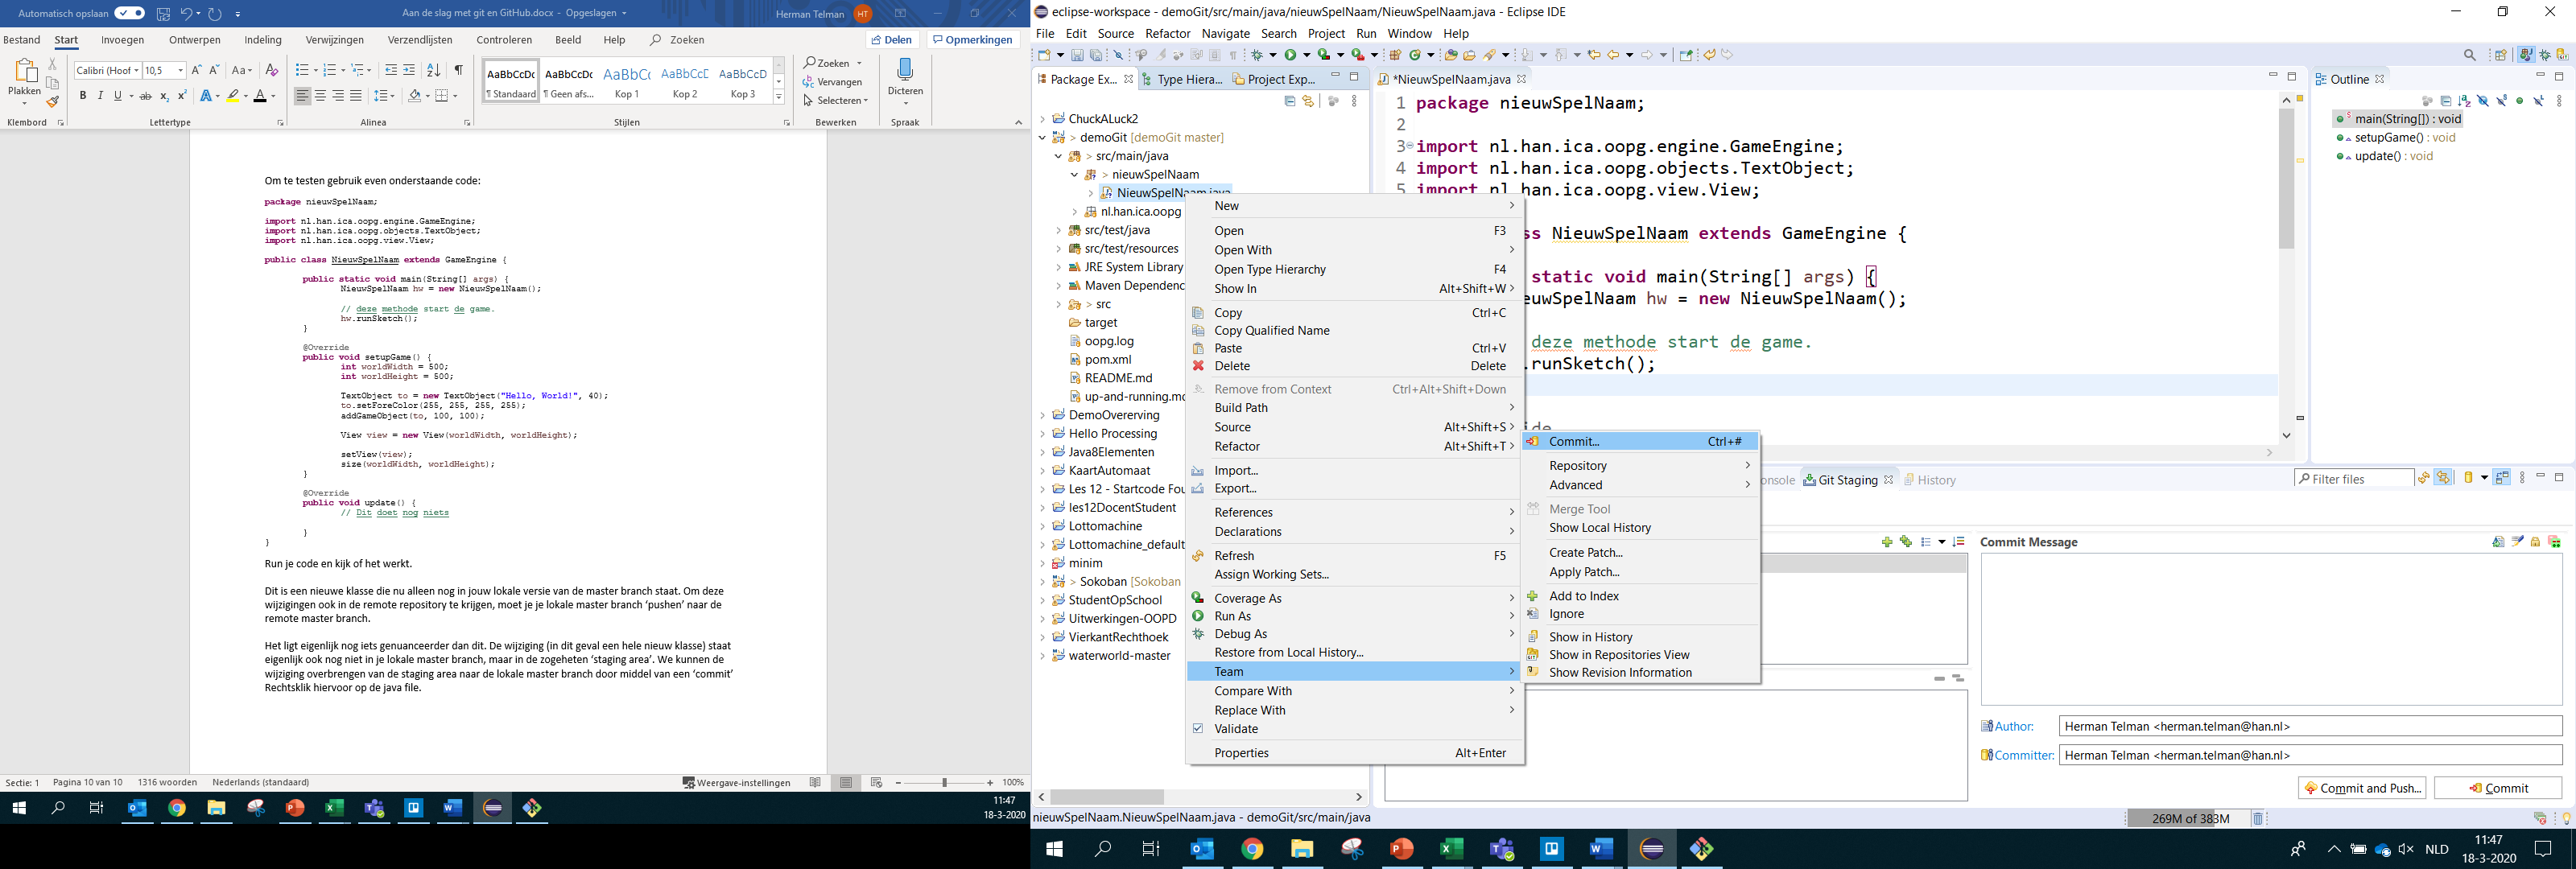 Automatisch opslaan
Aan de slag met git en GitHub.docx - Opgeslagen
Herman Telman
HT
Bestand Start Invoegen Ontwerpen Indeling Verwijzingen Verzendlijsten Controleren Beeld Help Zoeken Delen Opmerkingen
Plakken
Calibri (Hoof 10,5
AaBbCcDc AaBbCcDc AaBbCc AaBbCcD AaBbCcD
¶ Standaard ¶ Geen afs... Kop 1 Kop 2 Kop 3
Zoeken
Vervangen
Selecteren
Dicteren
Klembord Lettertype Alinea Stijlen Bewerken Spraak
Om te testen gebruik even onderstaande code:
package nieuwSpelNaam;
import nl.han.ica.oopg.engine.GameEngine;
import nl.han.ica.oopg.objects.TextObject;
import nl.han.ica.oopg.view.View;
public class NieuwSpelNaam extends GameEngine {
public static void main(String[] args) {
NieuwSpelNaam hw = new NieuwSpelNaam();
// deze methode start de game.
hw.runSketch();
}
@Override
public void setupGame() {
int worldWidth = 500;
int worldHeight = 500;
TextObject to = new TextObject("Hello, World!", 40);
to.setForeColor(255, 255, 255, 255);
addGameObject(to, 100, 100);
View view = new View(worldWidth, worldHeight);
setView(view);
size(worldWidth, worldHeight);
}
@Override
public void update() {
// Dit doet nog niets
}
}
Run je code en kijk of het werkt.
Dit is een nieuwe klasse die nu alleen nog in jouw lokale versie van de master branch staat. Om deze
wijzigingen ook in de remote repository te krijgen, moet je je lokale master branch ‘pushen’ naar de
remote master branch.
Het ligt eigenlijk nog iets genuanceerder dan dit. De wijziging (in dit geval een hele nieuw klasse) staat
eigenlijk ook nog niet in je lokale master branch, maar in de zogeheten ‘staging area’. We kunnen de
wijziging overbrengen van de staging area naar de lokale master branch door middel van een ‘commit’
Rechtsklik hiervoor op de java file.
Sectie: 1 Pagina 10 van 10 1316 woorden Nederlands (standaard) Weergave-instellingen 100%
11:47
18-3-2020
eclipse-workspace - demoGit/src/main/java/nieuwSpelNaam/NieuwSpelNaam.java - Eclipse IDE
File Edit Source Refactor Navigate Search Project Run Window Help
Package Ex... Type Hiera... Project Exp...
ChuckALuck2
> demoGit [demoGit master]
> src/main/java
> nieuwSpelNaam
NieuwSpelNaam.java
nl.han.ica.oopg
src/test/java
src/test/resources
JRE System Library
Maven Dependenc
> src
target
oopg.log
pom.xml
README.md
up-and-running.md
DemoOvererving
Hello Processing
Java8Elementen
KaartAutomaat
Les 12 - Startcode Fou
les12DocentStudent
Lottomachine
Lottomachine_default
minim
> Sokoban [Sokoban
StudentOpSchool
Uitwerkingen-OOPD
VierkantRechthoek
waterworld-master
New
Open F3
Open With
Open Type Hierarchy F4
Show In Alt+Shift+W
Copy Ctrl+C
Copy Qualified Name
Paste Ctrl+V
Delete Delete
Remove from Context Ctrl+Alt+Shift+Down
Build Path
Source Alt+Shift+S
Refactor Alt+Shift+T
Import...
Export...
References
Declarations
Refresh F5
Assign Working Sets...
Coverage As
Run As
Debug As
Restore from Local History...
Team
Compare With
Replace With
Validate
Properties Alt+Enter
Commit... Ctrl+#
Repository
Advanced
Merge Tool
Show Local History
Create Patch...
Apply Patch...
Add to Index
Ignore
Show in History
Show in Repositories View
Show Revision Information
*NieuwSpelNaam.java
1 package nieuwSpelNaam;
2
3 import nl.han.ica.oopg.engine.GameEngine;
4 import nl.han.ica.oopg.objects.TextObject;
5 import nl.han.ica.oopg.view.View;
ss NieuwSpelNaam extends GameEngine {
static void main(String[] args) {
euwSpelNaam hw = new NieuwSpelNaam();
deze methode start de game.
.runSketch();
ide
Outline
main(String[]) : void
setupGame() : void
update() : void
onsole Git Staging History
Filter files
Commit Message
Author: Herman Telman <herman.telman@han.nl>
Committer: Herman Telman <herman.telman@han.nl>
Commit and Push... Commit
nieuwSpelNaam.NieuwSpelNaam.java - demoGit/src/main/java
269M of 383M
NLD
11:47
18-3-2020